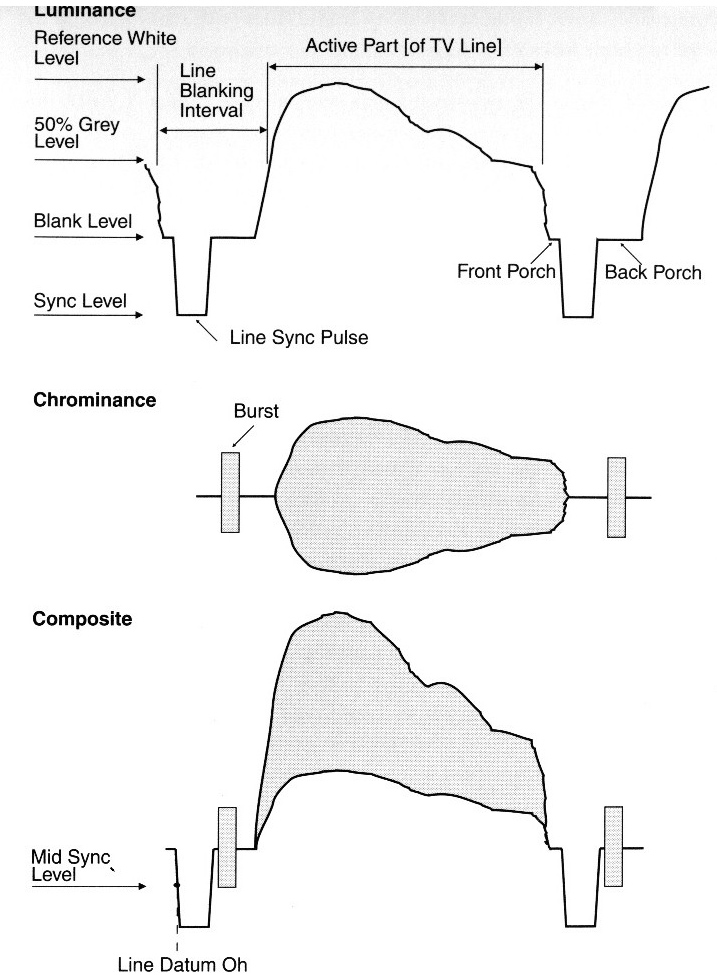 Luminance
Reference White
Level
Active Part [of TV Line]
Line
Blanking
Interval
50% Grey
Level
Blank Level
Front Porch
Back Porch
Sync Level
Line Sync Pulse
Chrominance
Burst
Composite
Mid Sync
Level
Line Datum Oh